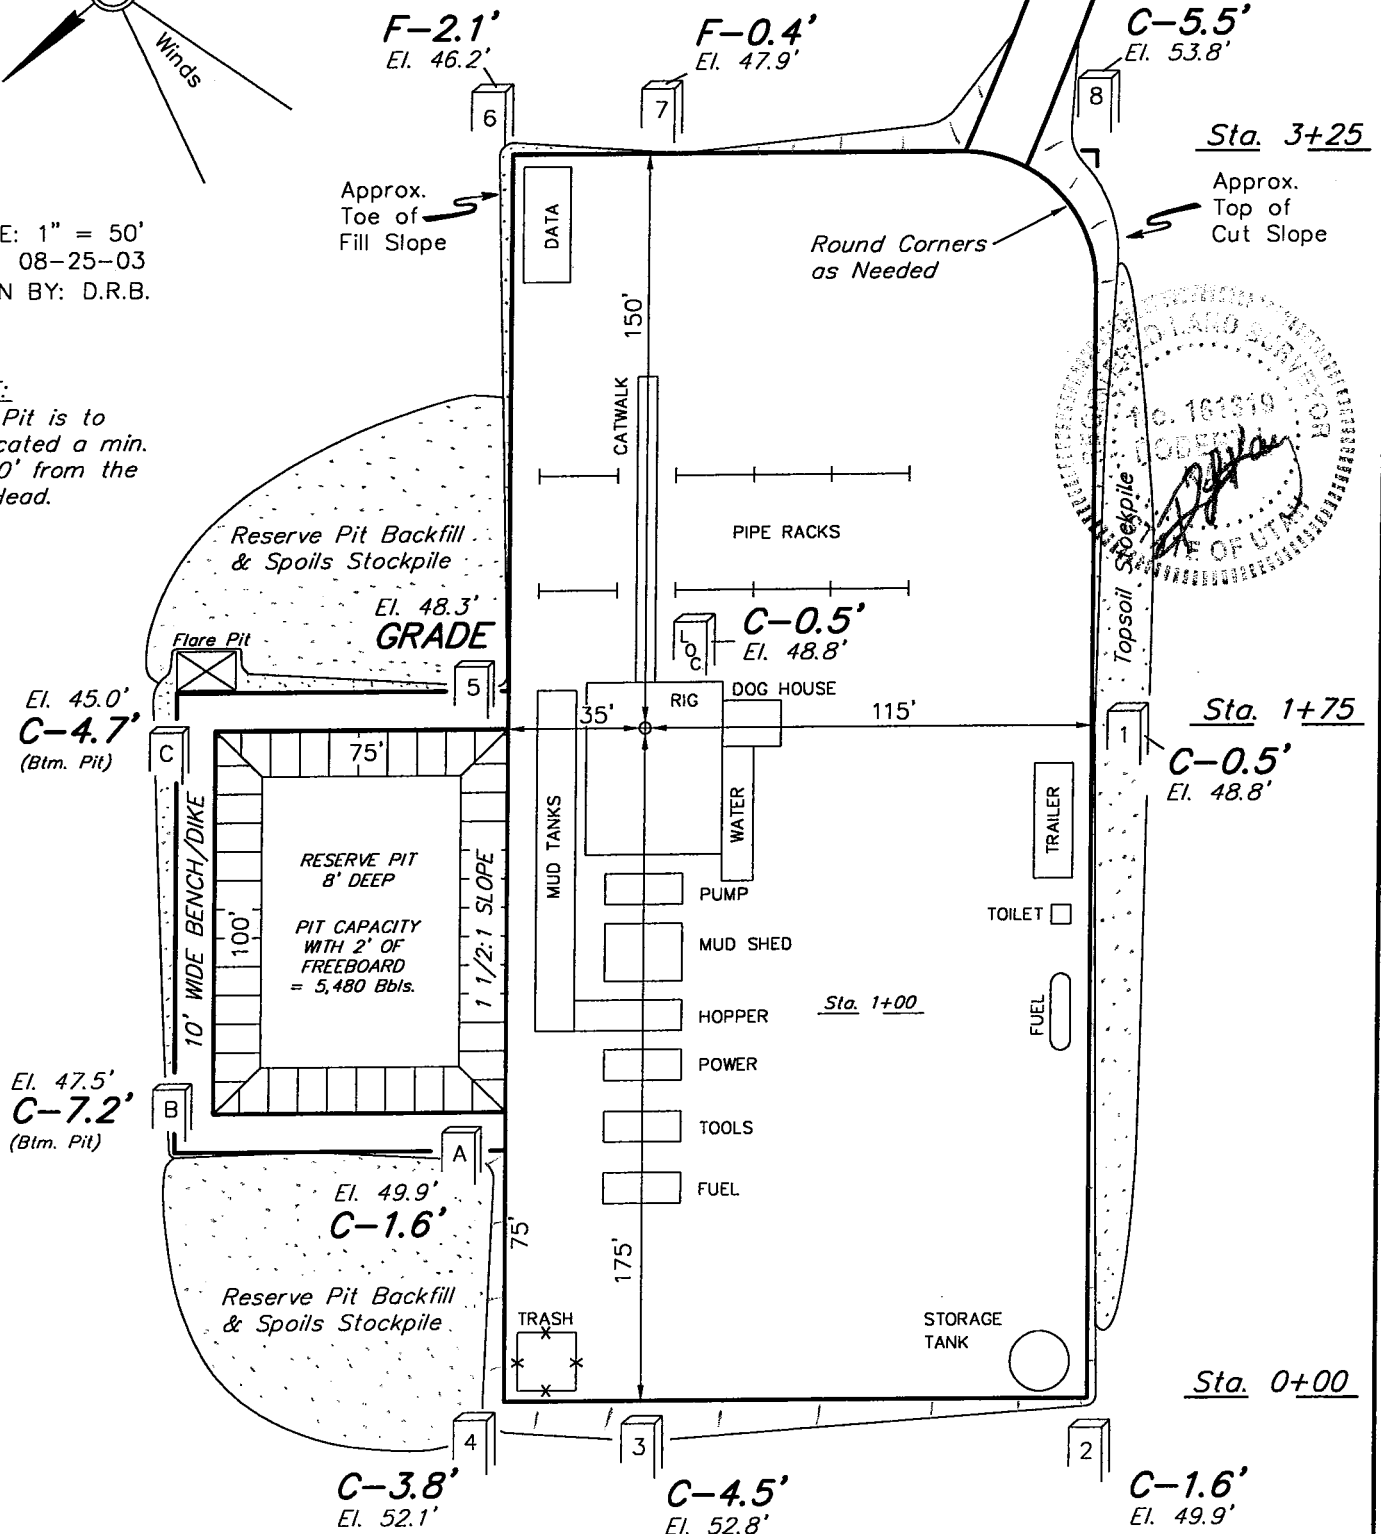 F-2.1'
El. 46.2'
F-0.4'
El. 47.9'
C-5.5'
El. 53.8'
Winds
6
7
8
Sta. 3+25
Approx.
Toe of
Fill Slope
DATA
Approx.
Top of
Cut Slope
E: 1" = 50'
08-25-03
N BY: D.R.B.
Round Corners
as Needed
150'
Pit is to
cated a min.
0' from the
Head.
CATWALK
LAND SURVEYOR
161319
OF UTAH
Topsoil Stockpile
Reserve Pit Backfill
& Spoils Stockpile
PIPE RACKS
El. 48.3'
GRADE
LOC
C-0.5'
El. 48.8'
Flare Pit
5
El. 45.0'
C-4.7'
(Btm. Pit)
C
RIG
DOG HOUSE
35'
115'
Sta. 1+75
1
C-0.5'
El. 48.8'
75'
10' WIDE BENCH/DIKE
RESERVE PIT
8' DEEP
PIT CAPACITY
WITH 2' OF
FREEBOARD
= 5,480 Bbls.
100'
1 1/2:1 SLOPE
MUD TANKS
WATER
TRAILER
PUMP
TOILET
MUD SHED
HOPPER
Sta. 1+00
FUEL
POWER
El. 47.5'
C-7.2'
(Btm. Pit)
B
TOOLS
A
El. 49.9'
C-1.6'
FUEL
75'
175'
Reserve Pit Backfill
& Spoils Stockpile
TRASH
STORAGE
TANK
Sta. 0+00
4
3
2
C-3.8'
El. 52.1'
C-4.5'
El. 52.8'
C-1.6'
El. 49.9'